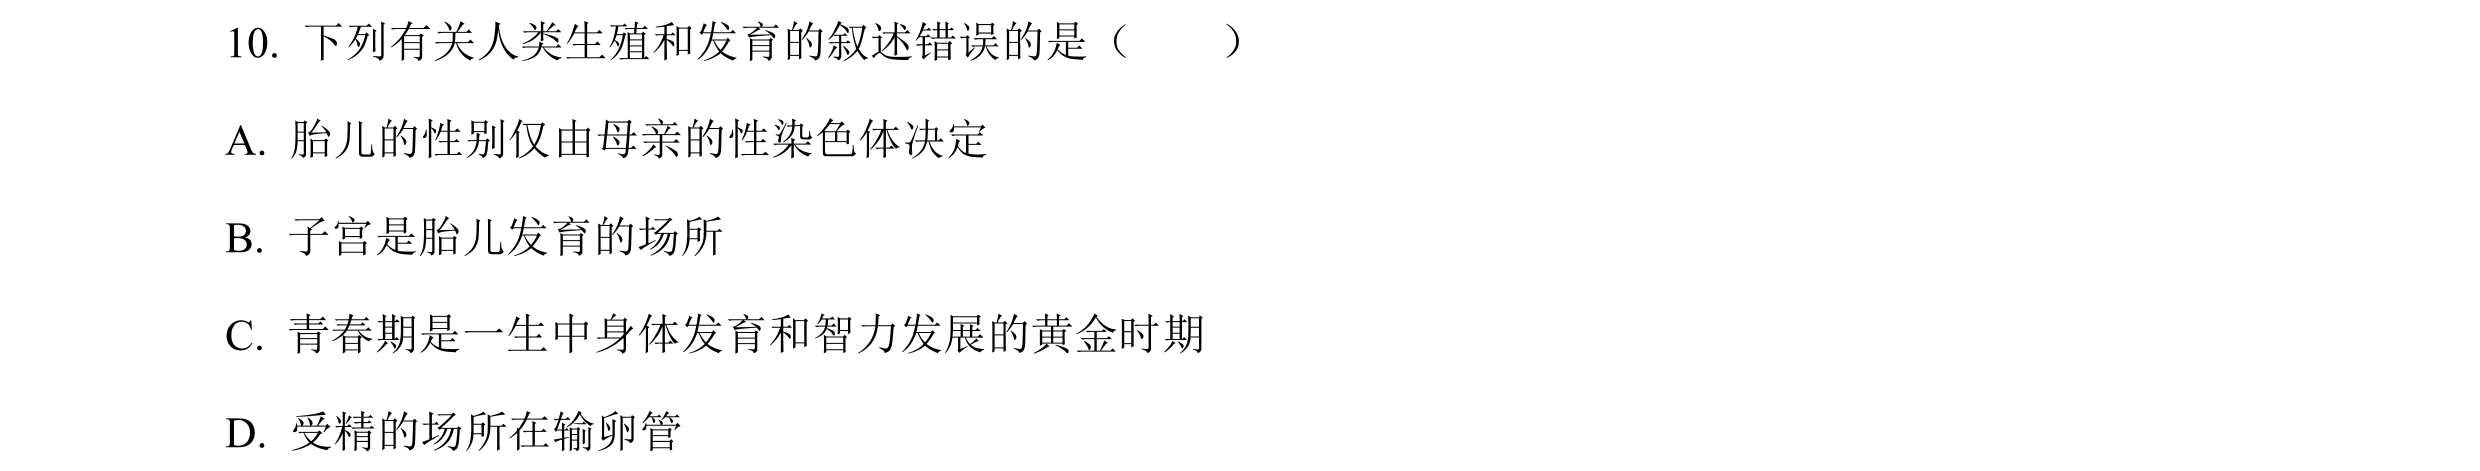 10. 下列有关人类生殖和发育的叙述错误的是（　　）
A. 胎儿的性别仅由母亲的性染色体决定
B. 子宫是胎儿发育的场所
C. 青春期是一生中身体发育和智力发展的黄金时期
D. 受精的场所在输卵管